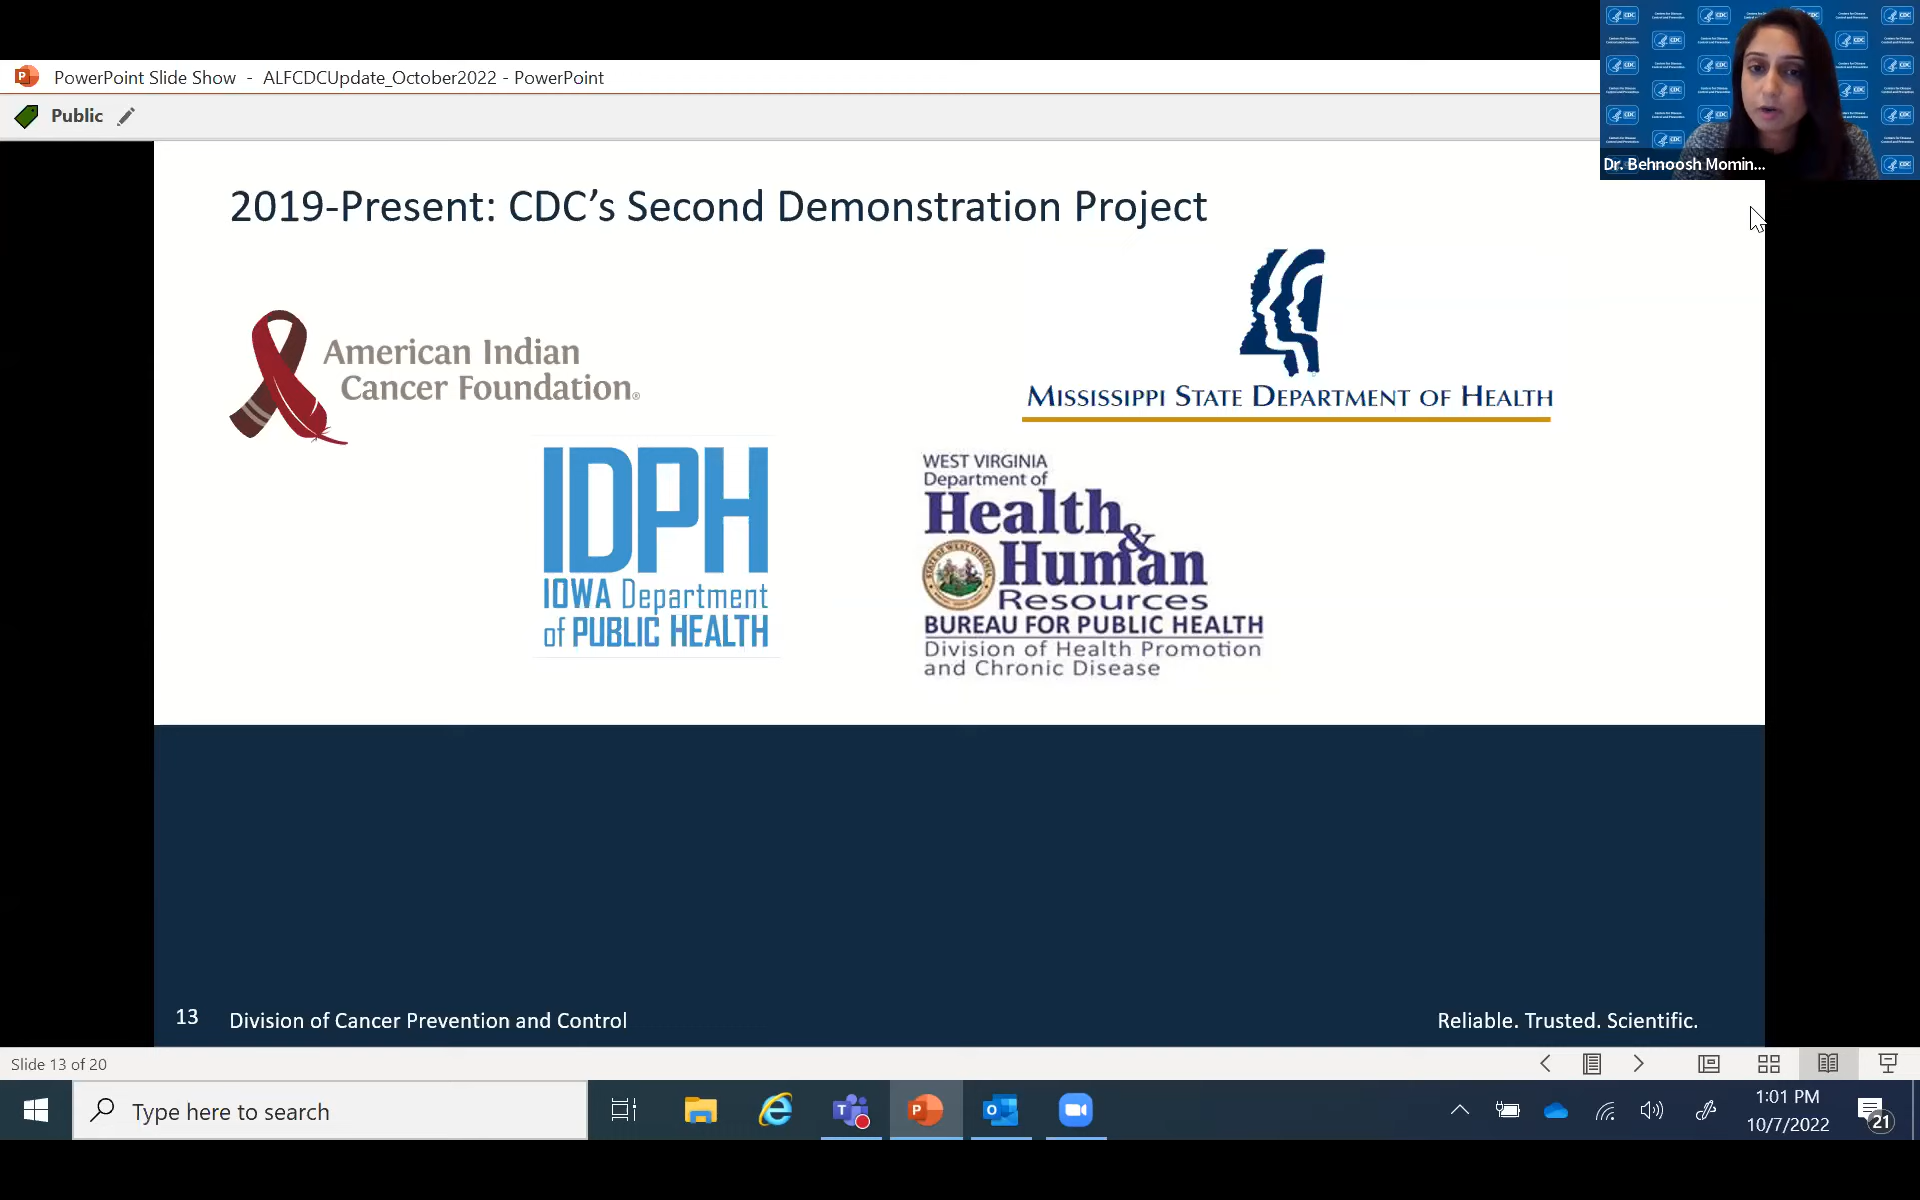 PowerPoint Slide Show - ALFCDCUpdate_October2022 - PowerPoint
Public
Dr. Behnoosh Momin...
2019-Present: CDC’s Second Demonstration Project
American Indian
Cancer Foundation®
MISSISSIPPI STATE DEPARTMENT OF HEALTH
IDPH
IOWA Department
of PUBLIC HEALTH
WEST VIRGINIA
Department of
Health &
Human
Resources
BUREAU FOR PUBLIC HEALTH
Division of Health Promotion
and Chronic Disease
13 Division of Cancer Prevention and Control
Reliable. Trusted. Scientific.
Slide 13 of 20
Type here to search
1:01 PM
10/7/2022
21